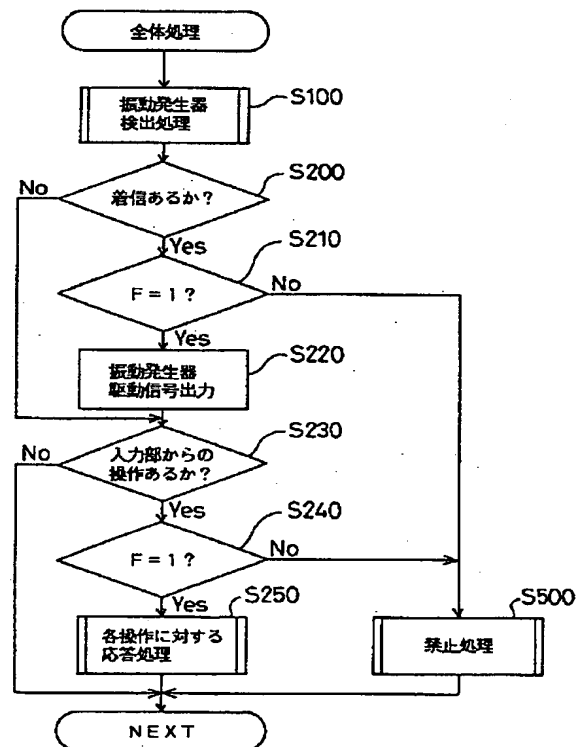 全体処理
振動発生器
検出処理
S100
着信あるか?
S200
No
Yes
F=1?
S210
No
Yes
振動発生器
駆動信号出力
S220
入力部からの
操作あるか?
S230
No
Yes
F=1?
S240
No
Yes
各操作に対する
応答処理
S250
禁止処理
S500
NEXT